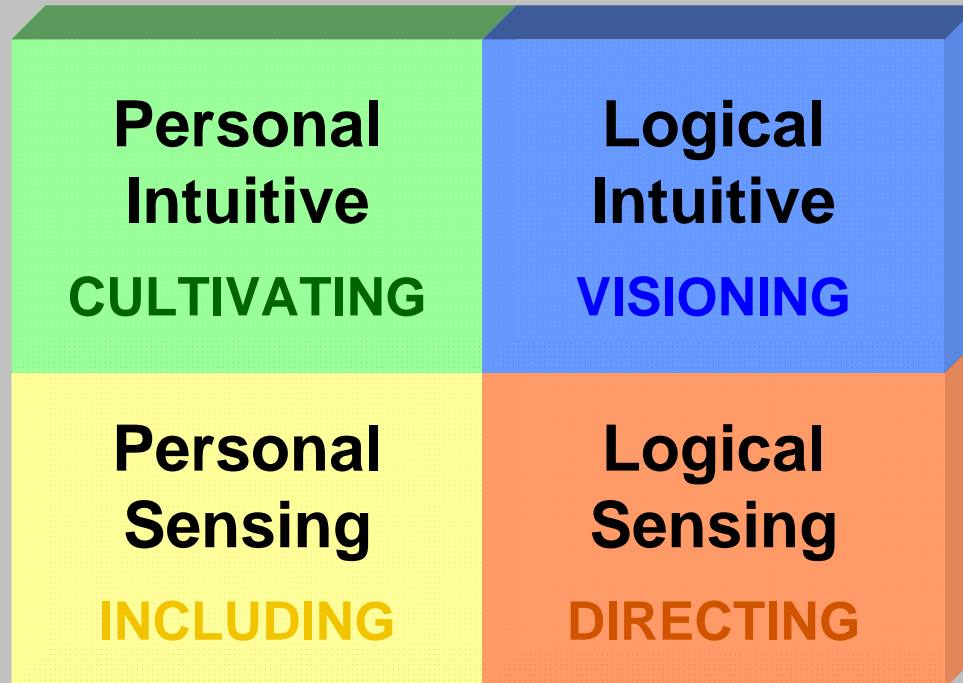 Personal
Intuitive
CULTIVATING
Logical
Intuitive
VISIONING
Personal
Sensing
INCLUDING
Logical
Sensing
DIRECTING